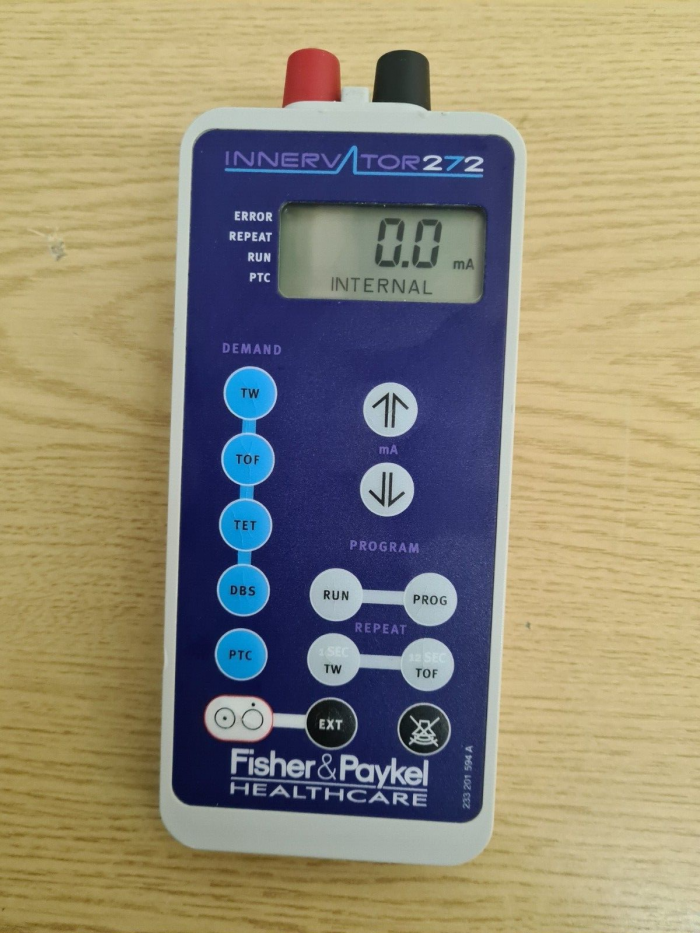 INNERVATOR272
ERROR
REPEAT
RUN
PTC
0.0 mA
INTERNAL
DEMAND
TW
TOF
TET
DBS
PTC
mA
PROGRAM
RUN
PROG
REPEAT
1 SEC
TW
12 SEC
TOF
EXT
Fisher&Paykel
HEALTHCARE
233 201 594 A